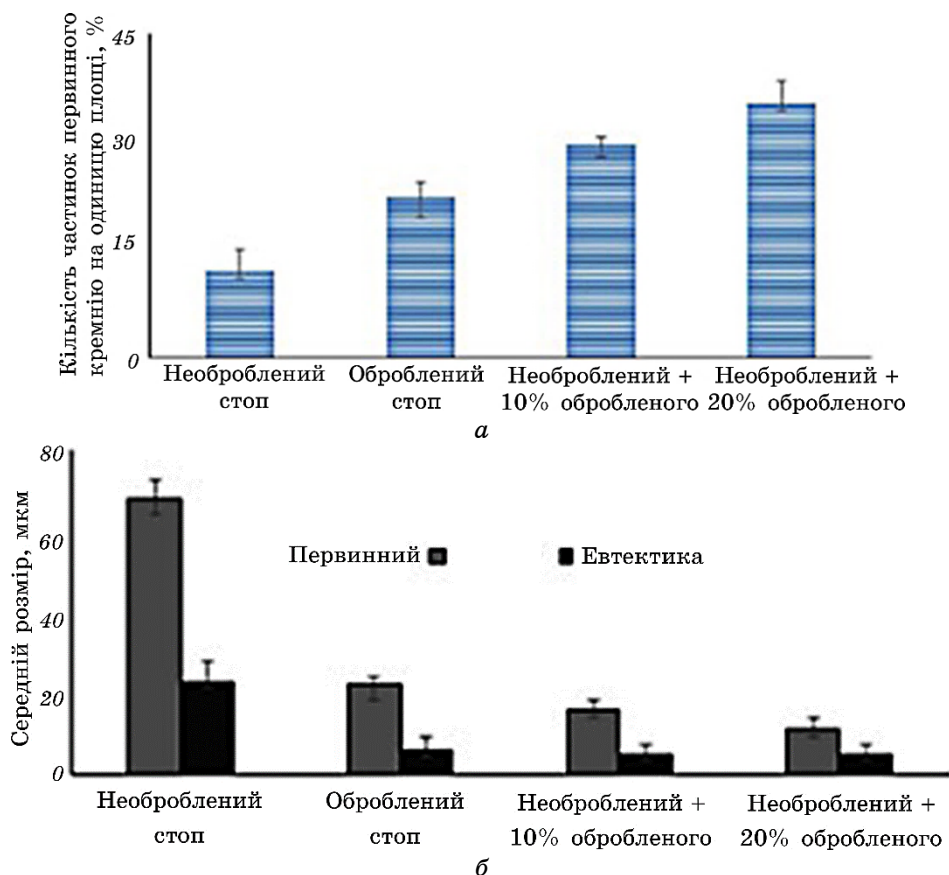 Кількість частинок первинного
кремнію на одиницю площі, %
45
30
15
0
Необроблений
стоп
Оброблений
стоп
Необроблений +
10% обробленого
Необроблений +
20% обробленого
а
Середній розмір, мкм
80
60
40
20
0
Первинний
Евтектика
Необроблений
стоп
Оброблений
стоп
Необроблений +
10% обробленого
Необроблений +
20% обробленого
б